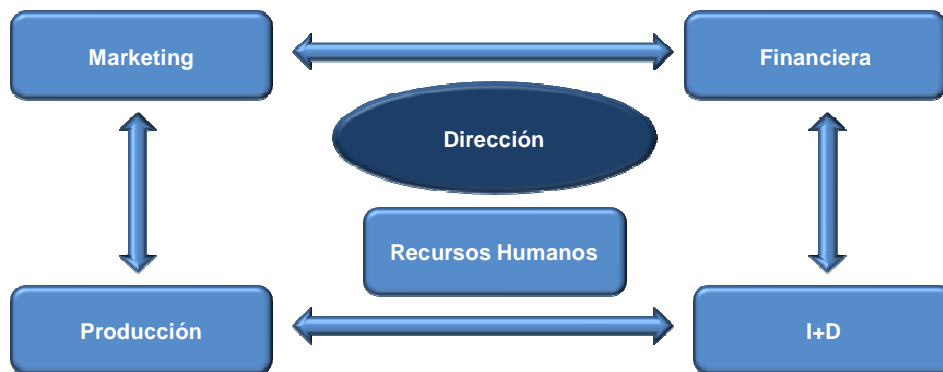 Marketing
Financiera
Dirección
Recursos Humanos
Producción
I+D